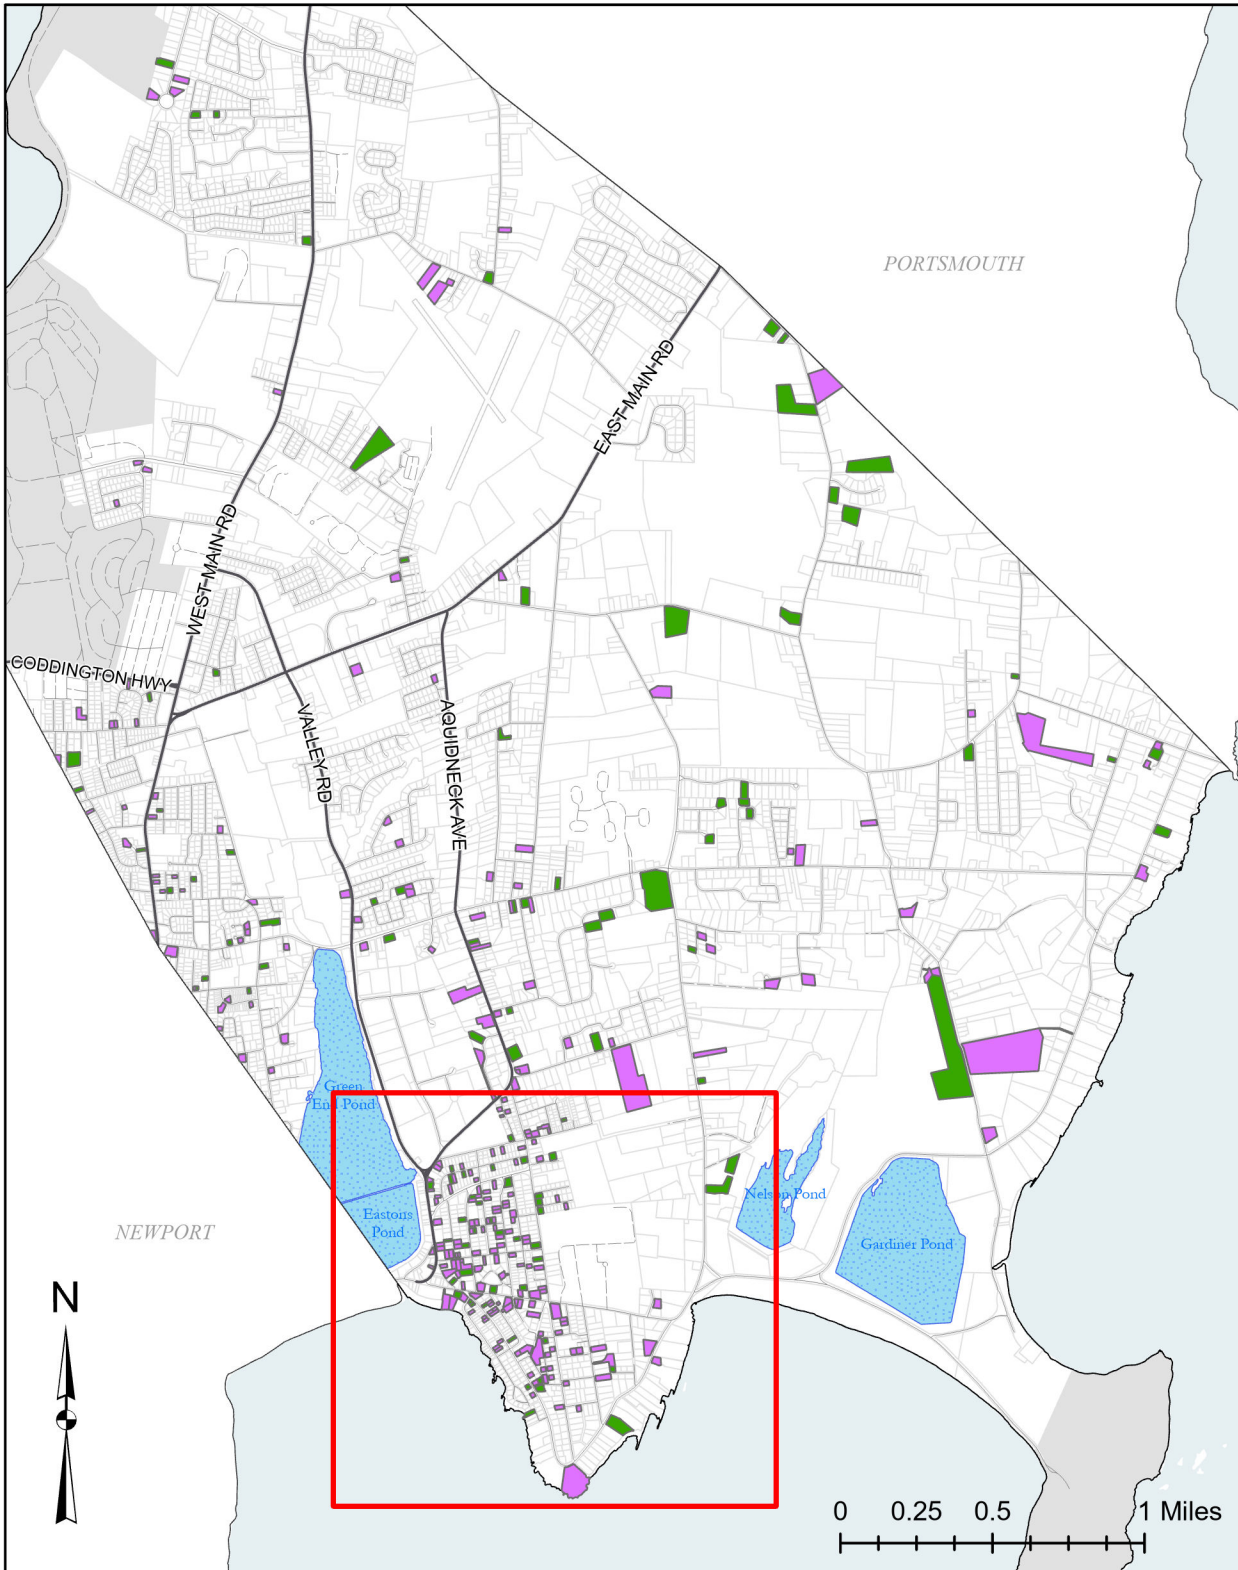 PORTSMOUTH
EAST MAIN RD
WEST MAIN RD
CODDINGTON HWY
VALLEY RD
AQUIDNECK AVE
Green
End Pond
Nelson Pond
Eastons
Pond
NEWPORT
Gardiner Pond
N
0 0.25 0.5 1 Miles